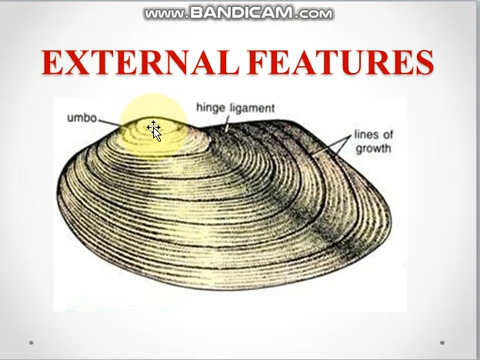 www.BANDICAM.com
EXTERNAL FEATURES
hinge ligament
umbo
lines of
growth